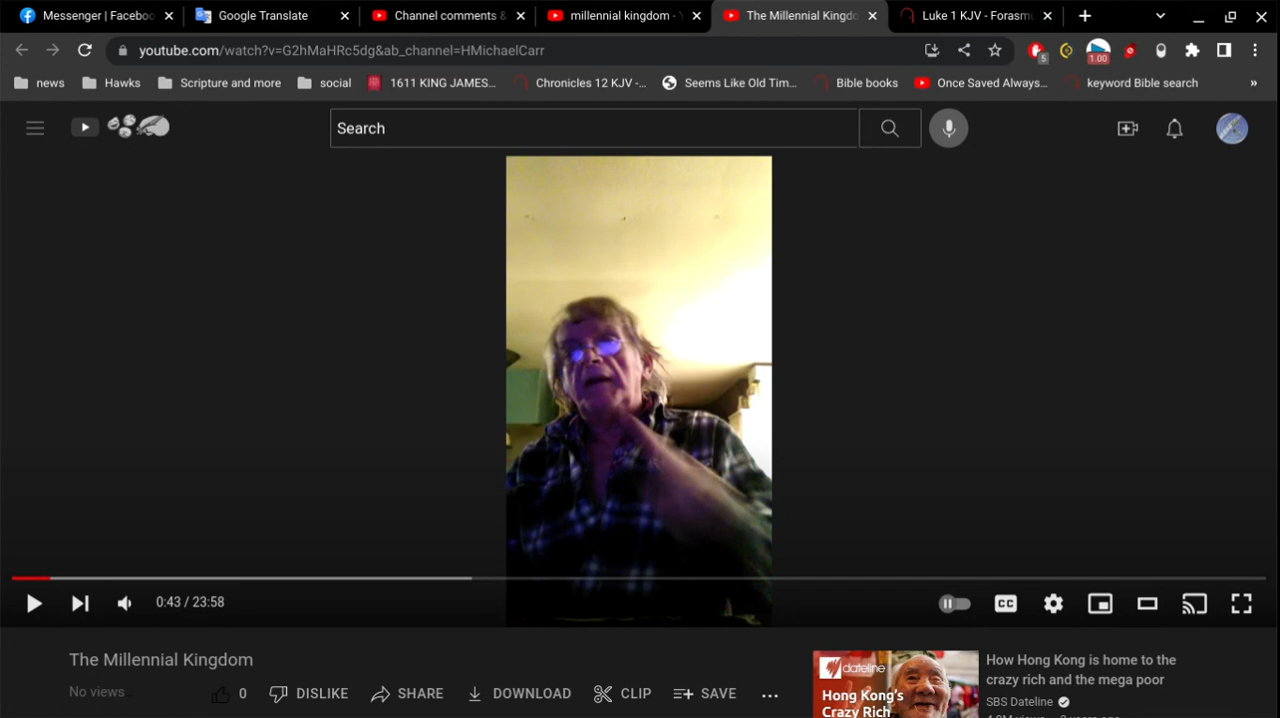 Messenger | Faceboo
Google Translate
Channel comments &
millennial kingdom - Y
The Millennial Kingdo
Luke 1 KJV - Forasmu
youtube.com/watch?v=G2hMaHRc5dg&ab_channel=HMichaelCarr
5
1.00
news
Hawks
Scripture and more
social
1611 KING JAMES...
Chronicles 12 KJV -...
Seems Like Old Tim...
Bible books
Once Saved Always...
keyword Bible search
»
Search
0:43 / 23:58
CC
The Millennial Kingdom
No views...
0
DISLIKE
SHARE
DOWNLOAD
CLIP
SAVE
...
dateline
Hong Kong's
Crazy Rich
How Hong Kong is home to the
crazy rich and the mega poor
SBS Dateline